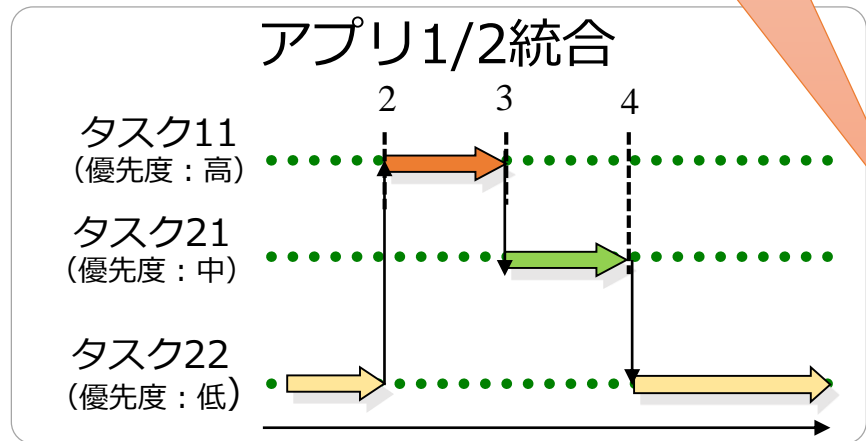 アプリ1/2統合
2 3 4
タスク11
(優先度：高)
タスク21
(優先度：中)
タスク22
(優先度：低)